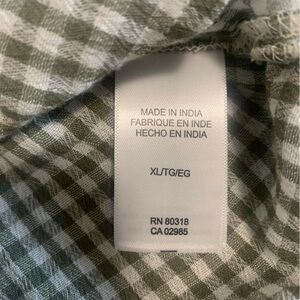 MADE IN INDIA
FABRIQUE EN INDE
HECHO EN INDIA
XL/TG/EG
RN 80318
CA 02985